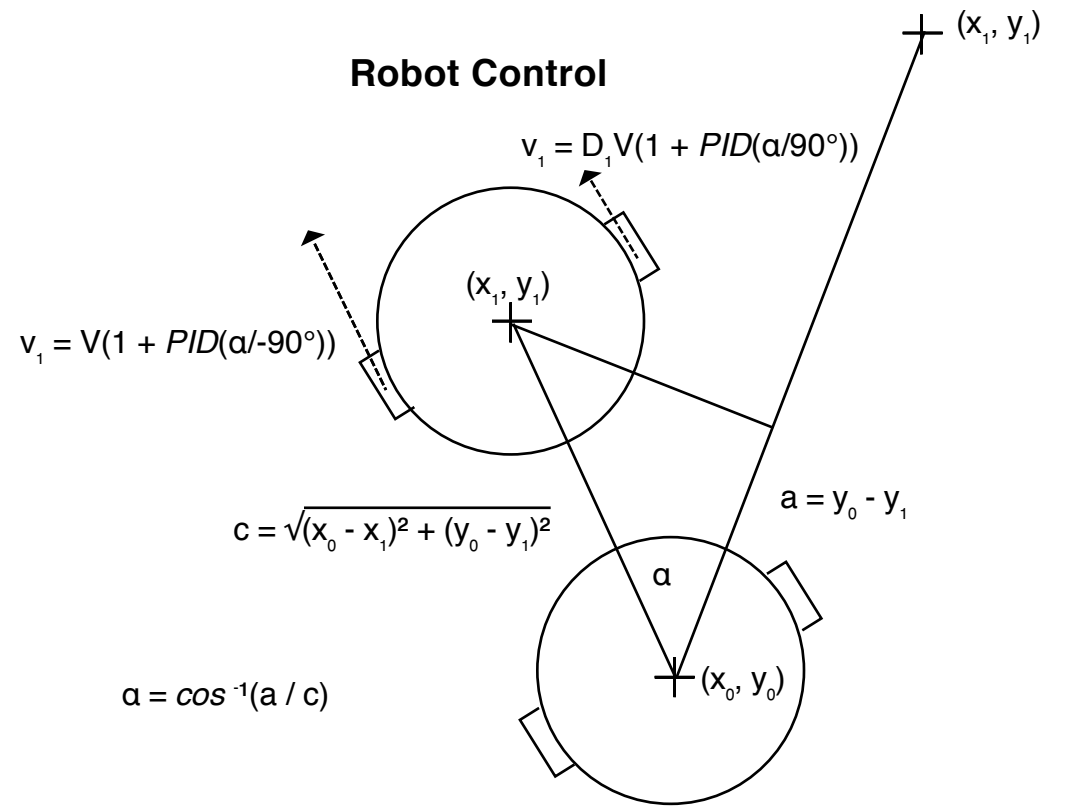 (x₁, y₁)
Robot Control
v₁ = D₁V(1 + PID(α/90°))
(x₁, y₁)
v₁ = V(1 + PID(α/-90°))
a = y₀ - y₁
c = √(x₀ - x₁)² + (y₀ - y₁)²
α
(x₀, y₀)
α = cos ⁻¹(a / c)